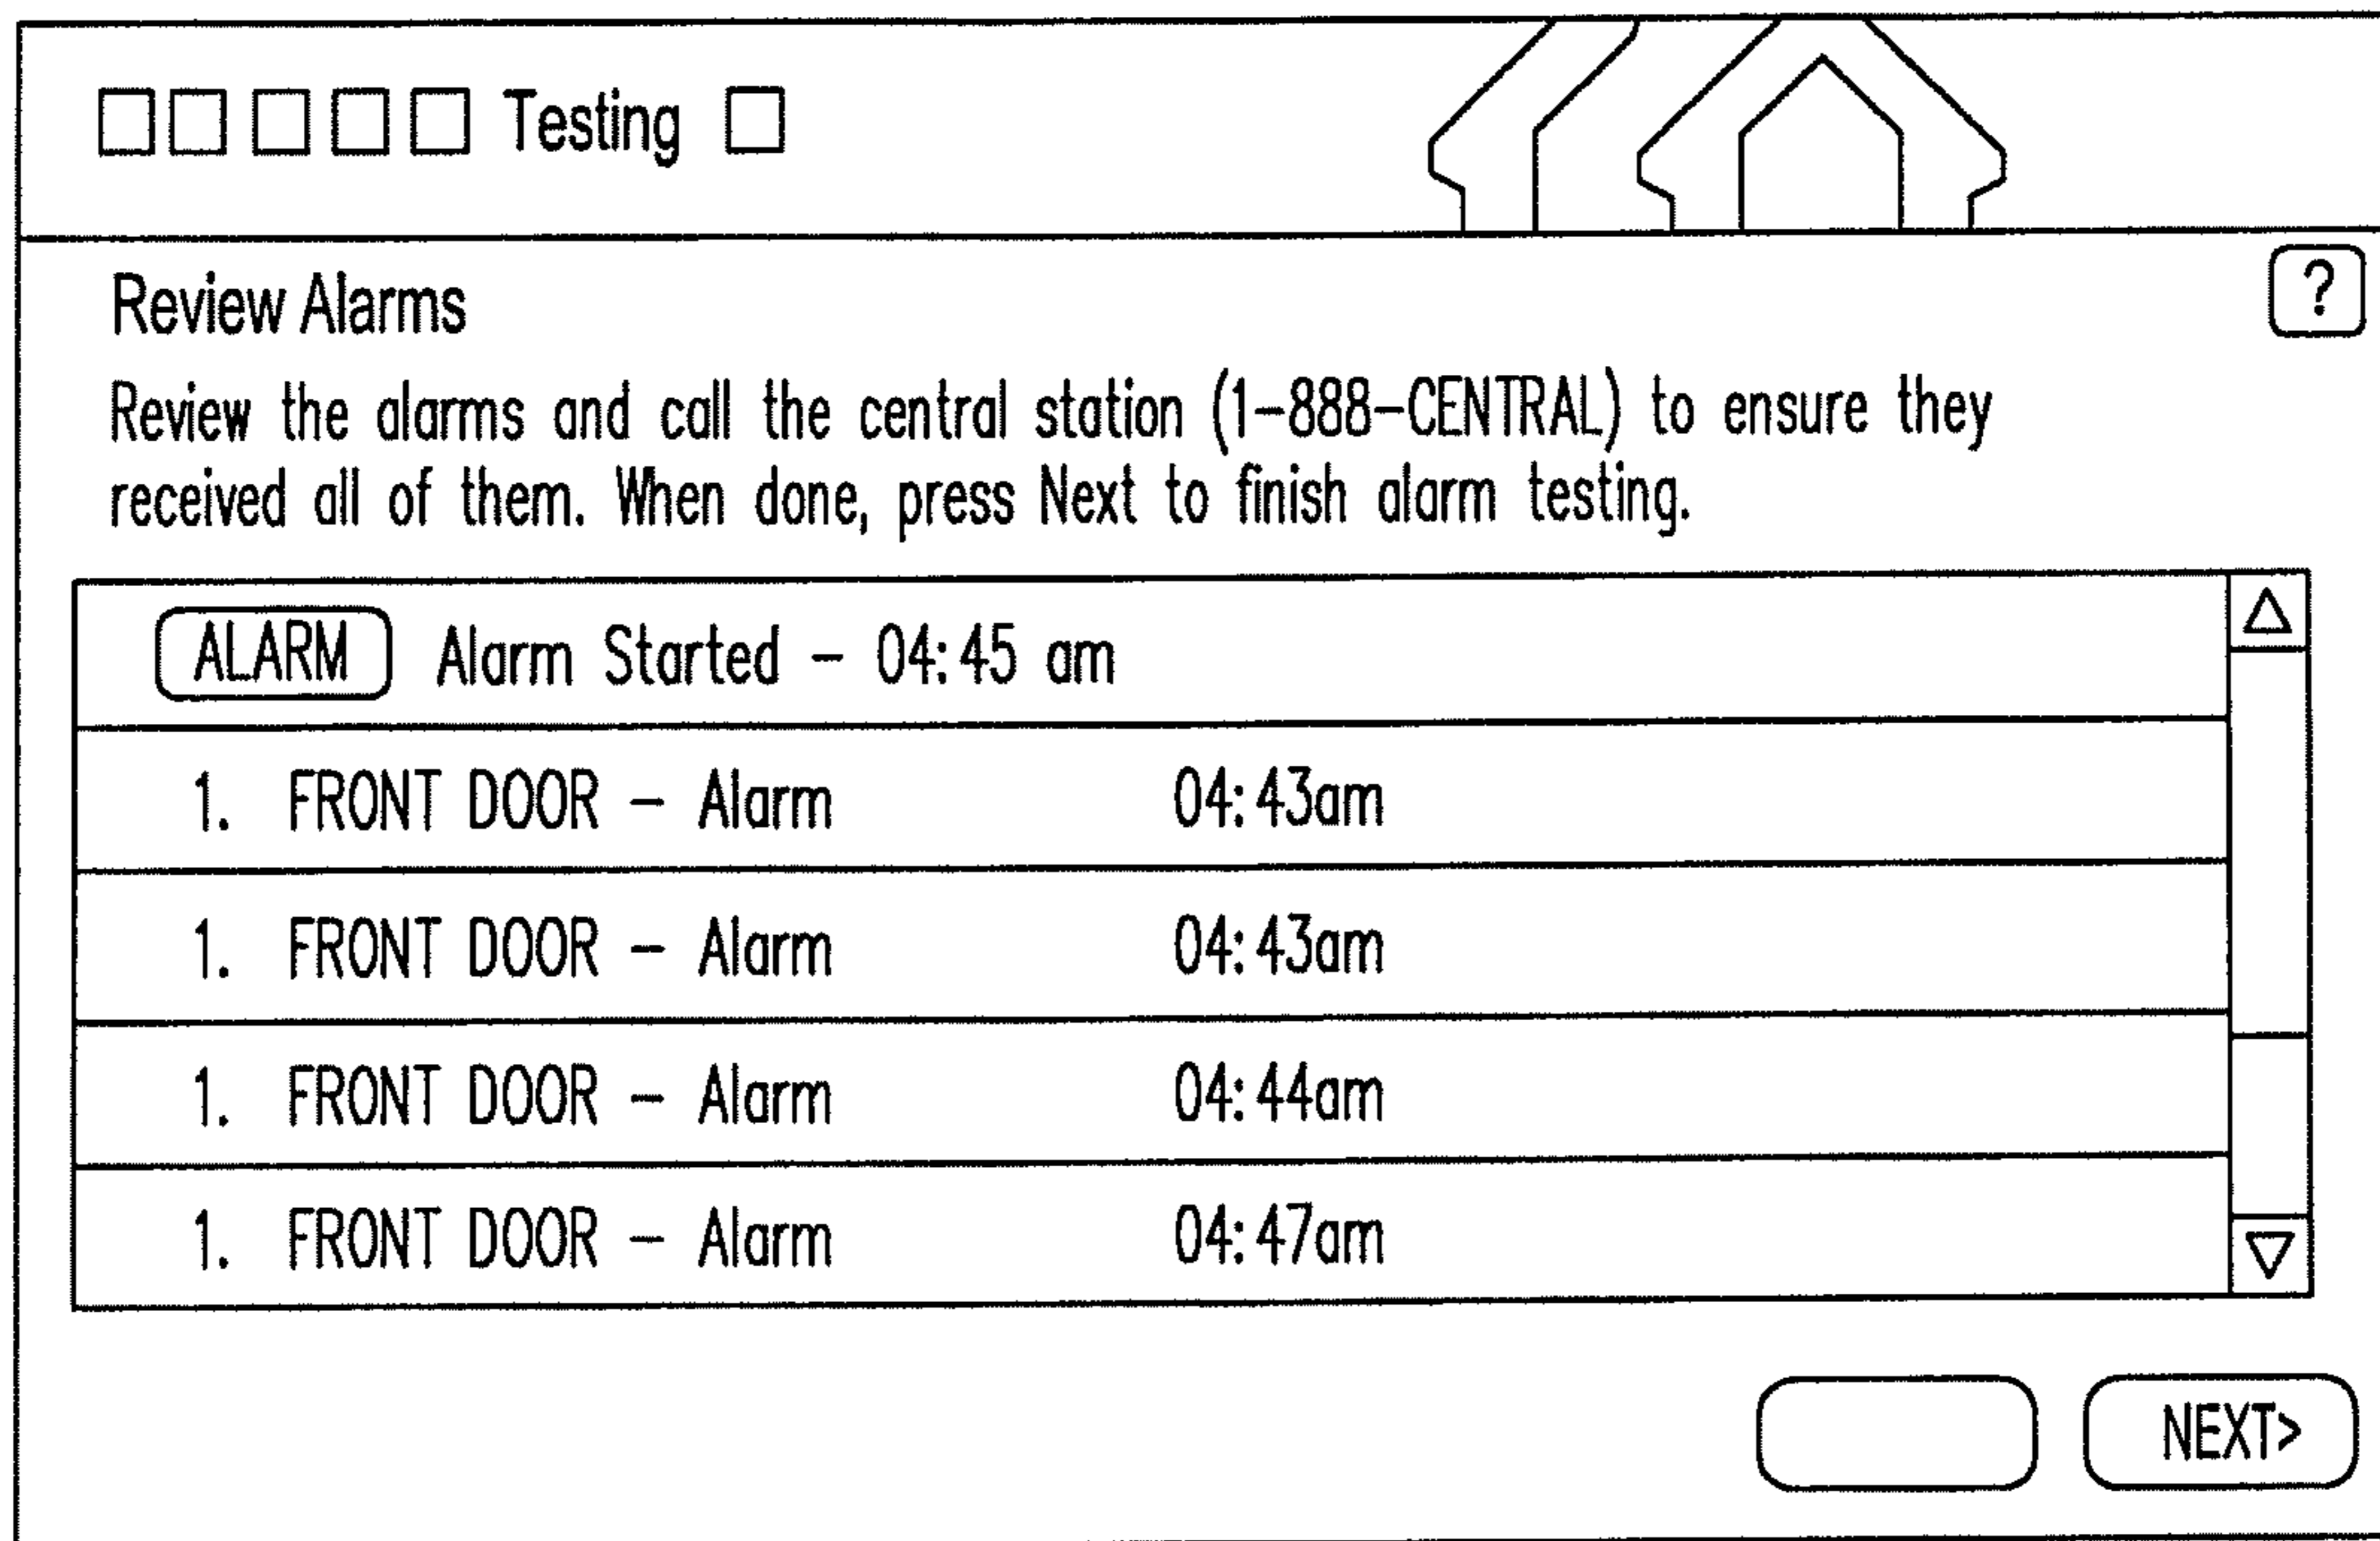 Testing
Review Alarms
?
Review the alarms and call the central station (1-888-CENTRAL) to ensure they
received all of them. When done, press Next to finish alarm testing.
ALARM Alarm Started - 04:45 am
1. FRONT DOOR - Alarm 04:43am
1. FRONT DOOR - Alarm 04:43am
1. FRONT DOOR - Alarm 04:44am
1. FRONT DOOR - Alarm 04:47am
NEXT>